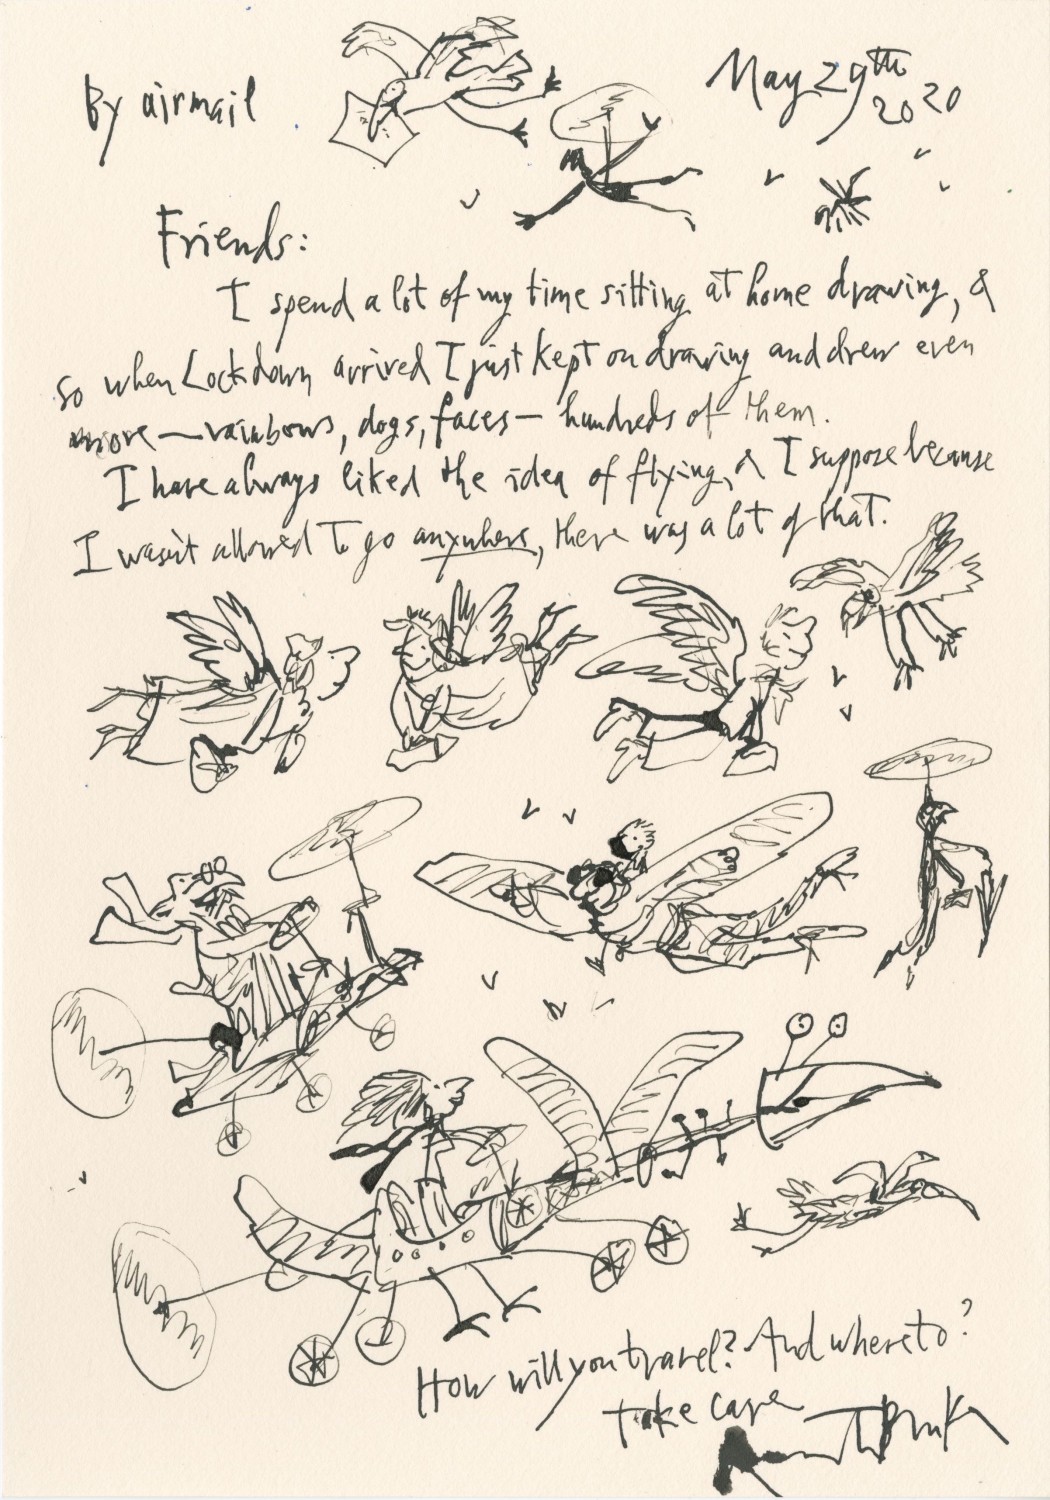 By airmail
May 29th
2020
Friends:
I spend a lot of my time sitting at home drawing, &
so when Lockdown arrived I just kept on drawing and drew even
more — rainbows, dogs, faces — hundreds of them.
I have always liked the idea of flying, & I suppose because
I wasn't allowed to go anywhere, there was a lot of that.
How will you travel? And where to?
take care